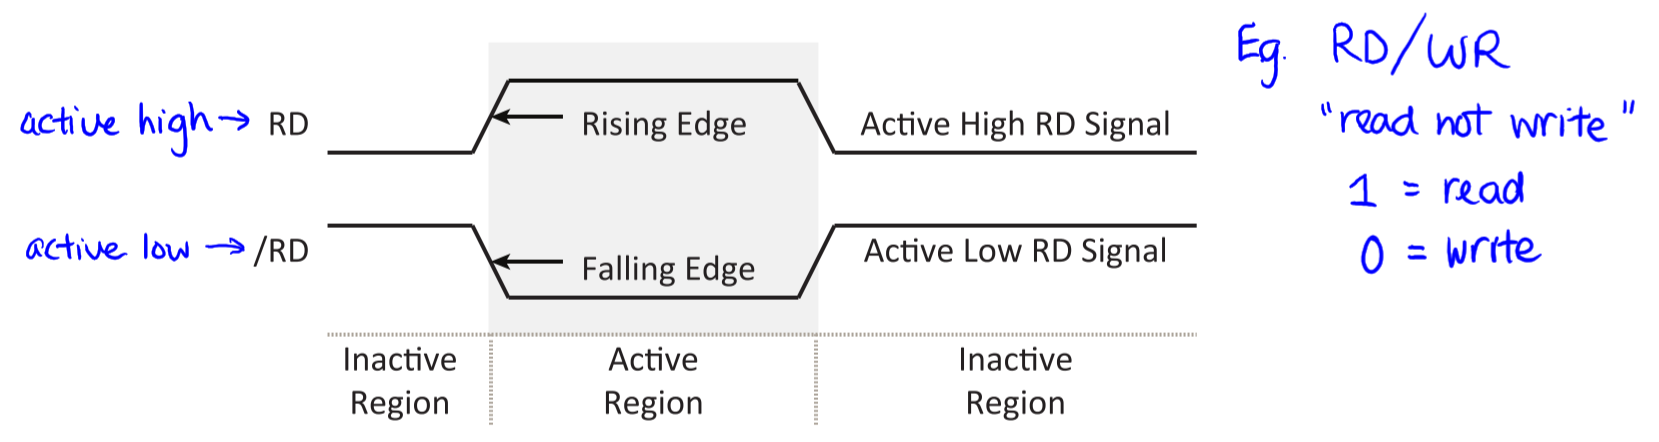 active high → RD
Rising Edge
Active High RD Signal
active low → /RD
Falling Edge
Active Low RD Signal
Inactive
Region
Active
Region
Inactive
Region
Eg. RD/WR
"read not write"
1 = read
0 = write